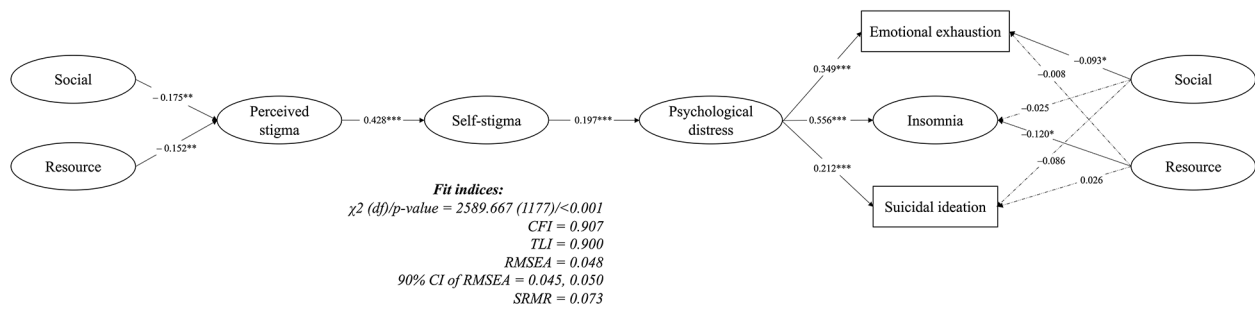 Emotional exhaustion
Social
−0.175**
Resource
−0.152**
Perceived
stigma
0.428***
Self-stigma
0.197***
Psychological
distress
0.349***
0.556***
0.212***
Insomnia
Suicidal ideation
−0.093*
−0.008
−0.025
−0.120*
−0.086
0.026
Social
Resource
Fit indices:
χ2 (df)/p-value = 2589.667 (1177)/<0.001
CFI = 0.907
TLI = 0.900
RMSEA = 0.048
90% CI of RMSEA = 0.045, 0.050
SRMR = 0.073